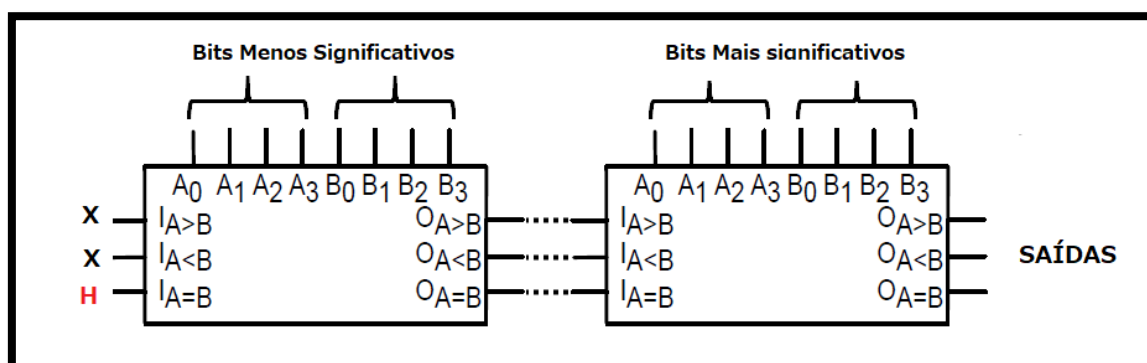 Bits Menos Significativos Bits Mais significativos
A0 A1 A2 A3 B0 B1 B2 B3 A0 A1 A2 A3 B0 B1 B2 B3
X IA>B OA>B IA>B OA>B
X IA<B OA<B IA<B OA<B SAÍDAS
H IA=B OA=B IA=B OA=B